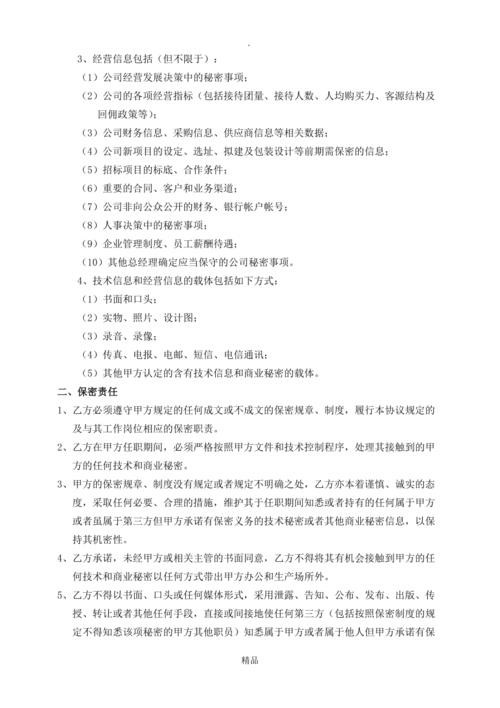 3、经营信息包括（但不限于）：
（1）公司经营发展决策中的秘密事项；
（2）公司的各项经营指标（包括接待团量、接待人数、人均购买力、客源结构及
回佣政策等）；
（3）公司财务信息、采购信息、供应商信息等相关数据；
（4）公司新项目的设定、选址、拟建及包装设计等前期需保密的信息；
（5）招标项目的标底、合作条件；
（6）重要的合同、客户和业务渠道；
（7）公司非向公众公开的财务、银行帐户帐号；
（8）人事决策中的秘密事项；
（9）企业管理制度、员工薪酬待遇；
（10）其他总经理确定应当保守的公司秘密事项。
4、技术信息和经营信息的载体包括如下方式：
（1）书面和口头；
（2）实物、照片、设计图；
（3）录音、录像；
（4）传真、电报、电邮、短信、电信通讯；
（5）其他甲方认定的含有技术信息和商业秘密的载体。
二、保密责任
1、乙方必须遵守甲方规定的任何成文或不成文的保密规章、制度，履行本协议规定的
及与其工作岗位相应的保密职责。
2、乙方在甲方任职期间，必须严格按照甲方文件和技术控制程序，处理其接触到的甲
方的任何技术和商业秘密。
3、甲方的保密规章、制度没有规定或者规定不明确之处，乙方亦本着谨慎、诚实的态
度，采取任何必要、合理的措施，维护其于任职期间知悉或者持有的任何属于甲方
或者虽属于第三方但甲方承诺有保密义务的技术秘密或者其他商业秘密信息，以保
持其机密性。
4、乙方承诺，未经甲方或相关主管的书面同意，乙方不得将其有机会接触到甲方的任
何技术和商业秘密以任何方式带出甲方办公和生产场所外。
5、乙方不得以书面、口头或任何媒体形式，采用泄露、告知、公布、发布、出版、传
授、转让或者其他任何手段，直接或间接地使任何第三方（包括按照保密制度的规
定不得知悉该项秘密的甲方其他职员）知悉属于甲方或者属于他人但甲方承诺有保
精品